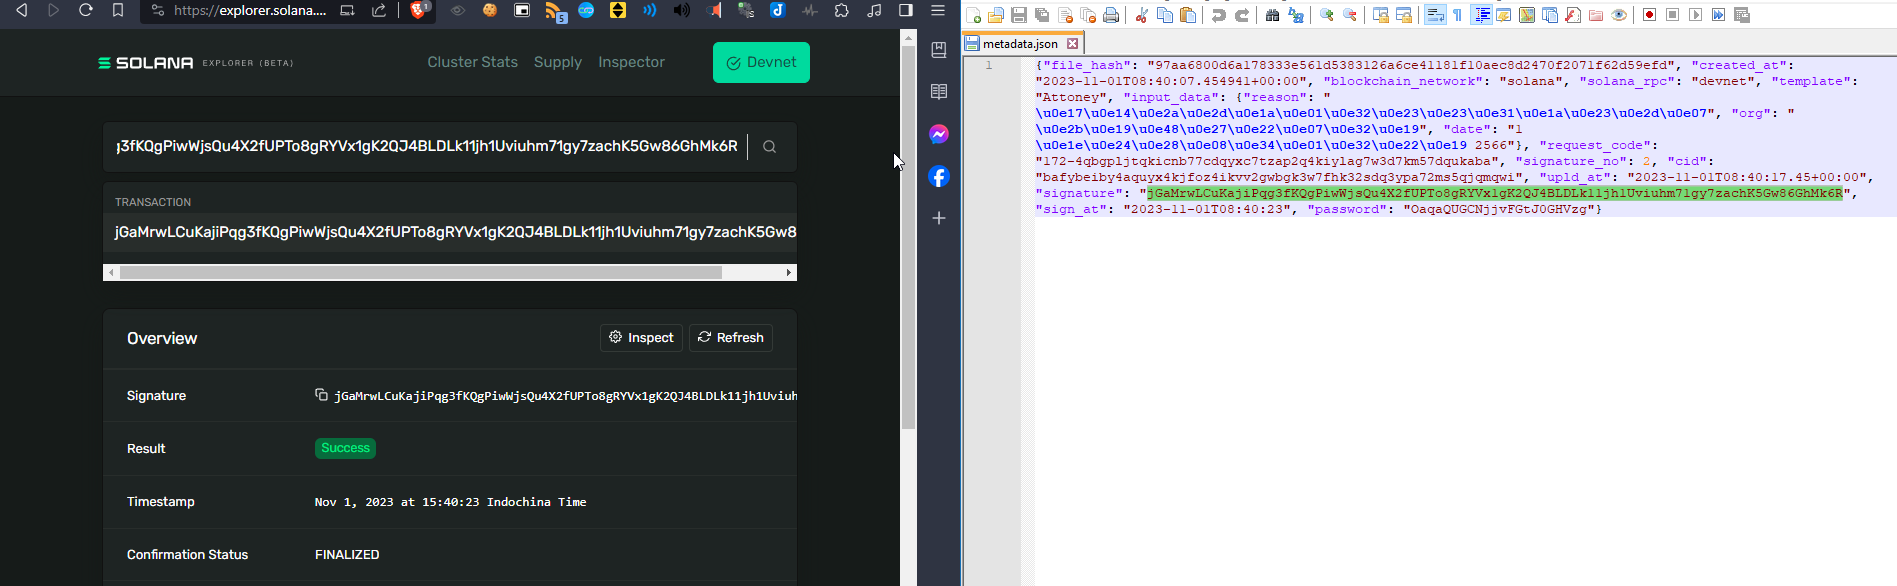 https://explorer.solana....
1
5
SOLANA EXPLORER (BETA)
Cluster Stats
Supply
Inspector
Devnet
g3fKQgPiwWjsQu4X2fUPTo8gRYVx1gK2QJ4BLDLk11jh1Uviuhm71gy7zachK5Gw86GhMk6R
TRANSACTION
jGaMrwLCuKajiPqg3fKQgPiwWjsQu4X2fUPTo8gRYVx1gK2QJ4BLDLk11jh1Uviuhm71gy7zachK5Gw8
Overview
Inspect
Refresh
Signature
jGaMrwLCuKajiPqg3fKQgPiwWjsQu4X2fUPTo8gRYVx1gK2QJ4BLDLk11jh1Uviuh
Result
Success
Timestamp
Nov 1, 2023 at 15:40:23 Indochina Time
Confirmation Status
FINALIZED
metadata.json
1
{"file_hash": "97aa6800d6a178333e561d5383126a6ce41181f10aec8d2470f2071f62d59efd", "created_at":
"2023-11-01T08:40:07.454941+00:00", "blockchain_network": "solana", "solana_rpc": "devnet", "template":
"Attoney", "input_data": {"reason": "
\u0e17\u0e14\u0e2a\u0e2d\u0e1a\u0e01\u0e32\u0e23\u0e23\u0e31\u0e1a\u0e23\u0e2d\u0e07", "org": "
\u0e2b\u0e19\u0e48\u0e27\u0e22\u0e07\u0e32\u0e19", "date": "1
\u0e1e\u0e24\u0e28\u0e08\u0e34\u0e01\u0e32\u0e22\u0e19 2566"}, "request_code":
"172-4qbgpljtqkicnb77cdqyxc7tzap2q4kiylag7w3d7km57dqukaba", "signature_no": 2, "cid":
"bafybeiby4aquyx4kjfoz4ikvv2gwbgk3w7fhk32sdq3ypa72ms5qjqmqwi", "upld_at": "2023-11-01T08:40:17.45+00:00",
"signature": "jGaMrwLCuKajiPqg3fKQgPiwWjsQu4X2fUPTo8gRYVx1gK2QJ4BLDLk11jh1Uviuhm71gy7zachK5Gw86GhMk6R",
"sign_at": "2023-11-01T08:40:23", "password": "OaqaQUGCNjjvFGtJ0GHVzg"}